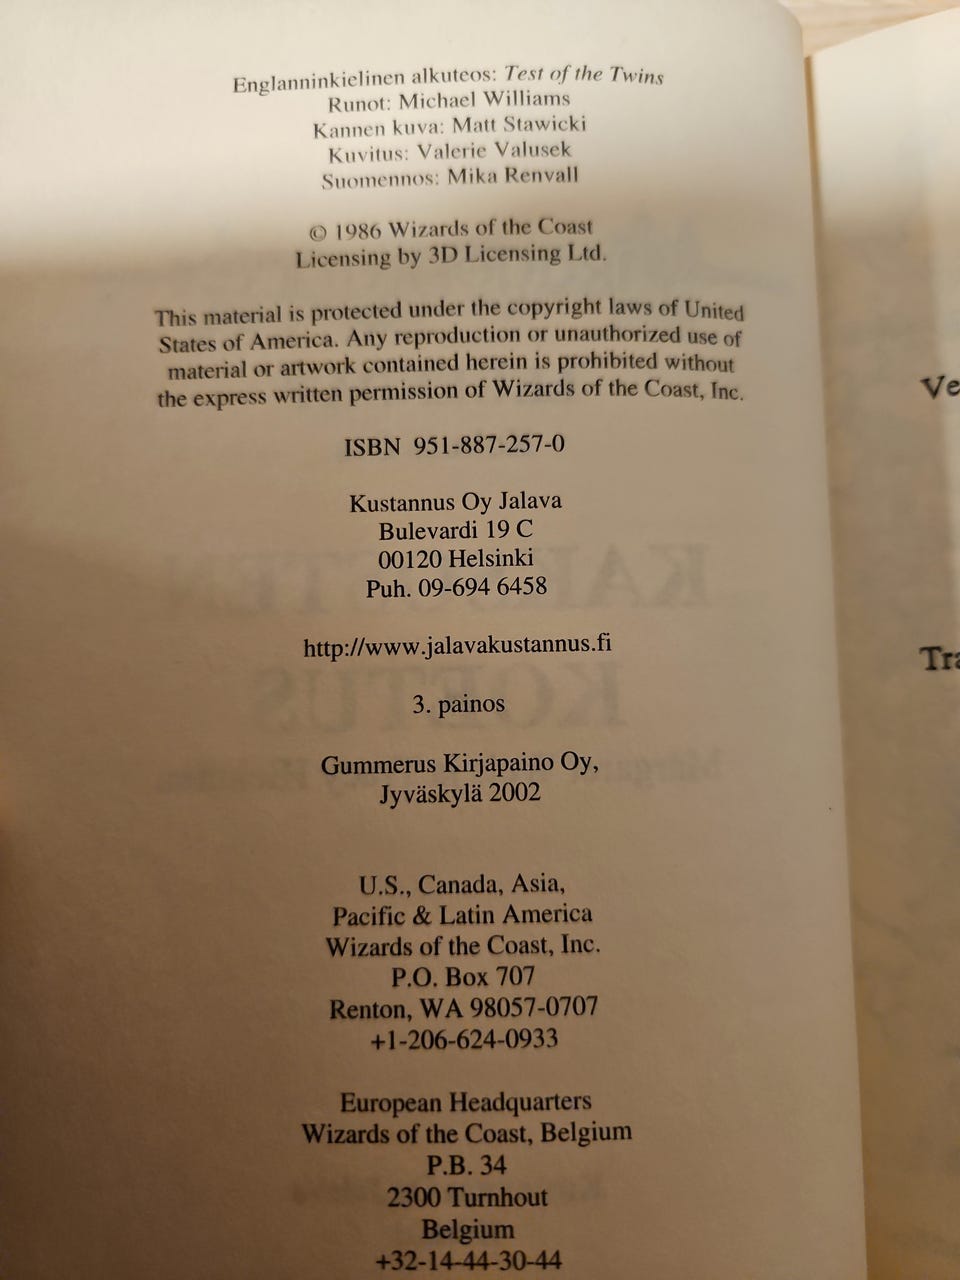 Englanninkielinen alkuteos: Test of the Twins
Runot: Michael Williams
Kannen kuva: Matt Stawicki
Kuvitus: Valerie Valusek
Suomennos: Mika Renvall
© 1986 Wizards of the Coast
Licensing by 3D Licensing Ltd.
This material is protected under the copyright laws of United
States of America. Any reproduction or unauthorized use of
material or artwork contained herein is prohibited without
the express written permission of Wizards of the Coast, Inc.
ISBN 951-887-257-0
Kustannus Oy Jalava
Bulevardi 19 C
00120 Helsinki
Puh. 09-694 6458
http://www.jalavakustannus.fi
3. painos
Gummerus Kirjapaino Oy,
Jyväskylä 2002
U.S., Canada, Asia,
Pacific & Latin America
Wizards of the Coast, Inc.
P.O. Box 707
Renton, WA 98057-0707
+1-206-624-0933
European Headquarters
Wizards of the Coast, Belgium
P.B. 34
2300 Turnhout
Belgium
+32-14-44-30-44